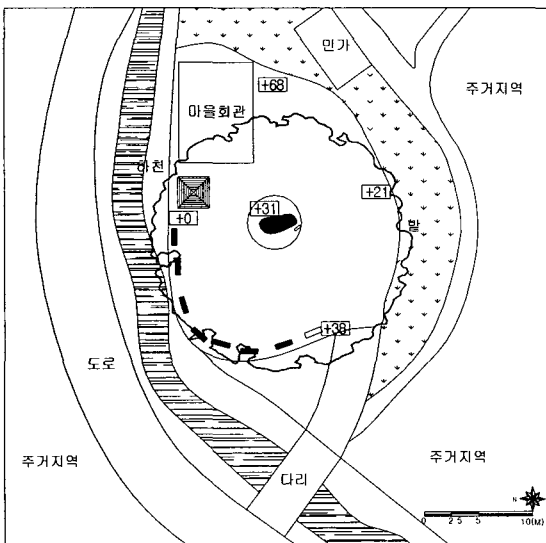 민가
+68
주거지역
마을회관
하천
+21
+31
+0
밭
+38
도로
주거지역
주거지역
다리
N
0 2.5 5 10(M)